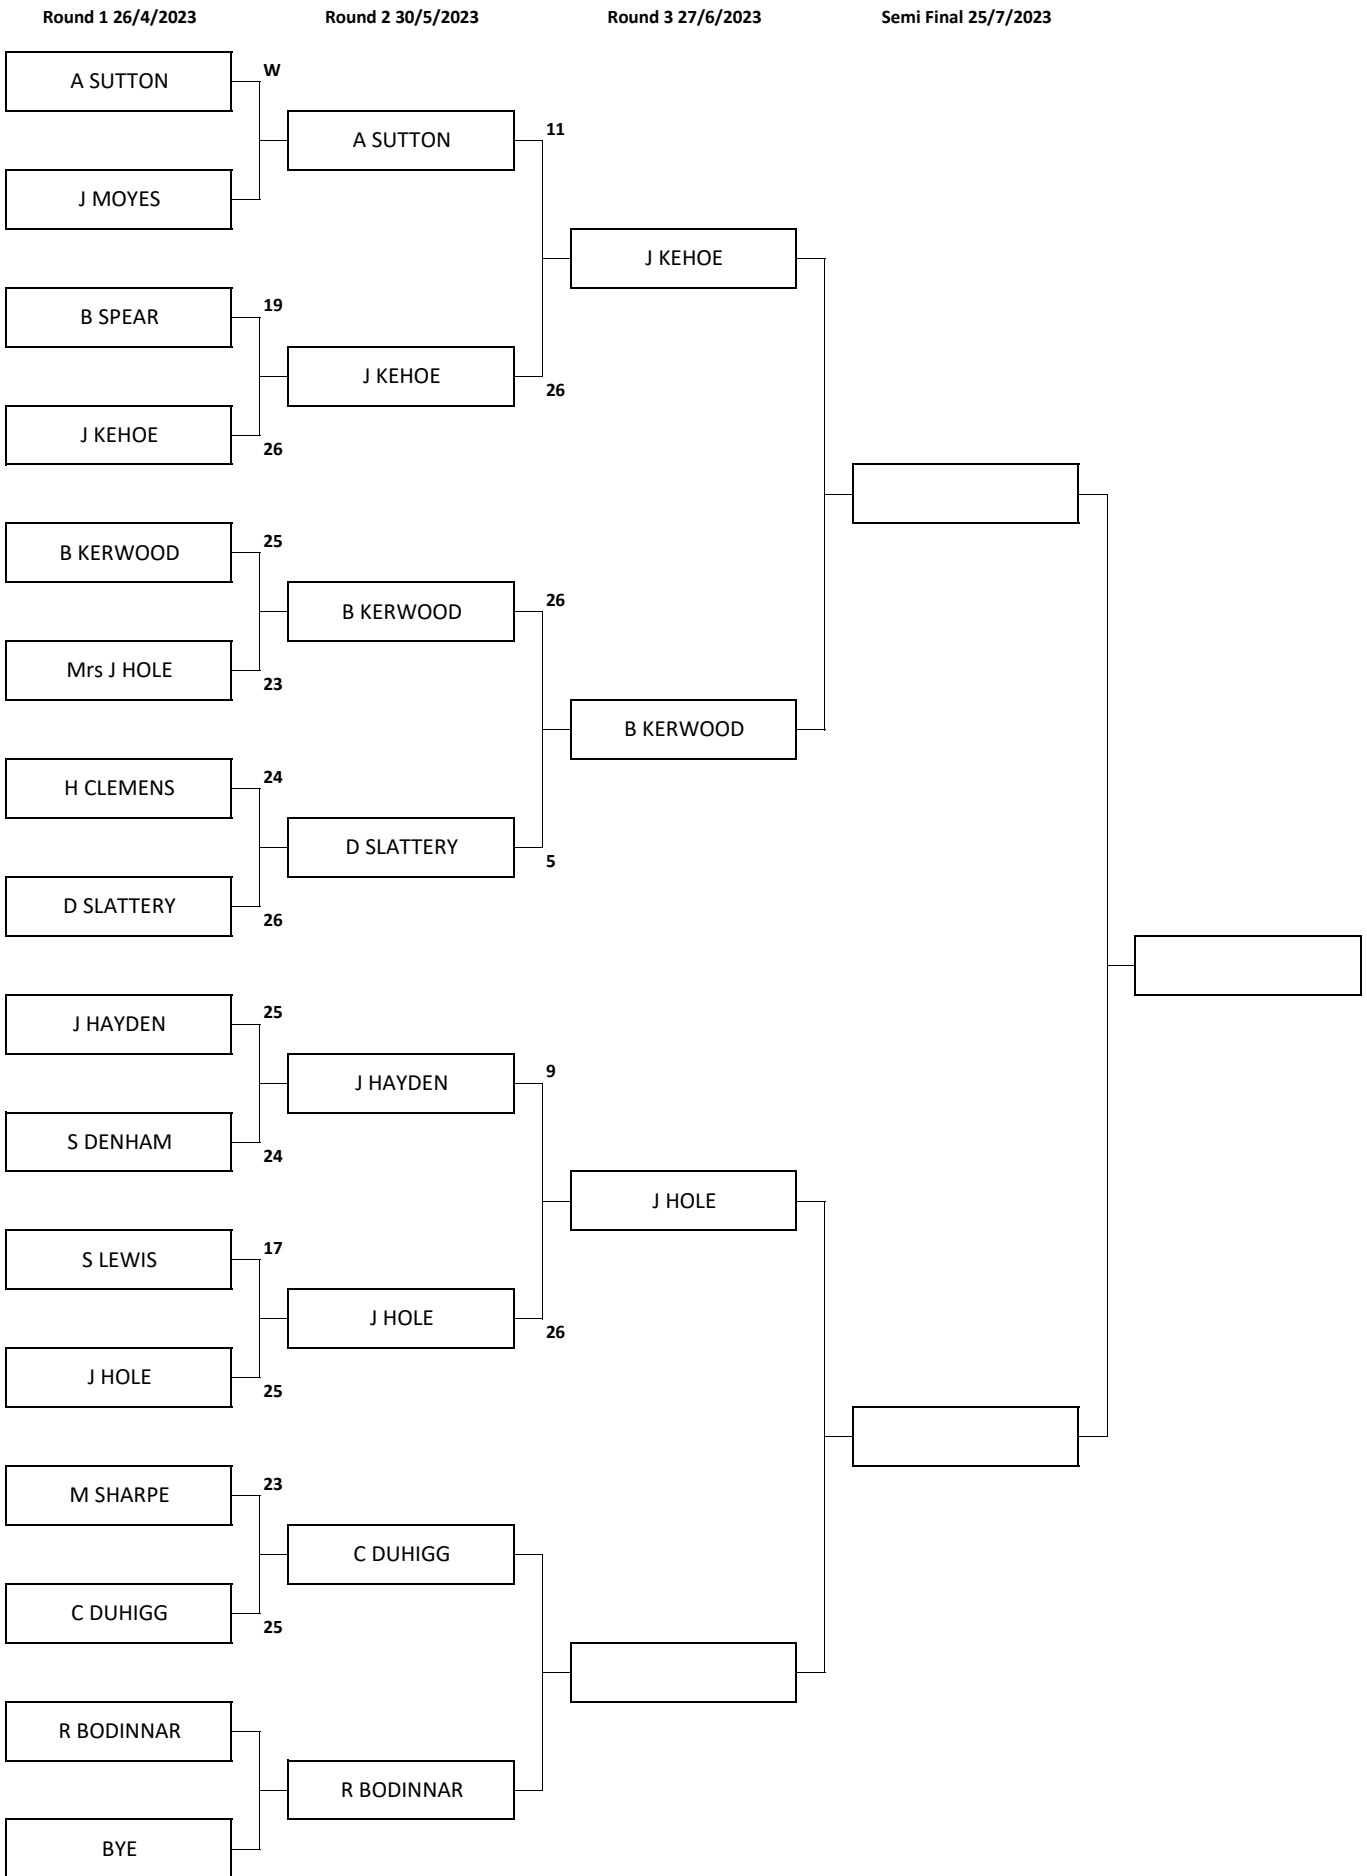 Round 1 26/4/2023
Round 2 30/5/2023
Round 3 27/6/2023
Semi Final 25/7/2023
A SUTTON
W
A SUTTON
11
J MOYES
J KEHOE
B SPEAR
19
J KEHOE
26
J KEHOE
26
B KERWOOD
25
B KERWOOD
26
Mrs J HOLE
23
B KERWOOD
H CLEMENS
24
D SLATTERY
5
D SLATTERY
26
J HAYDEN
25
J HAYDEN
9
S DENHAM
24
J HOLE
S LEWIS
17
J HOLE
26
J HOLE
25
M SHARPE
23
C DUHIGG
C DUHIGG
25
R BODINNAR
R BODINNAR
BYE